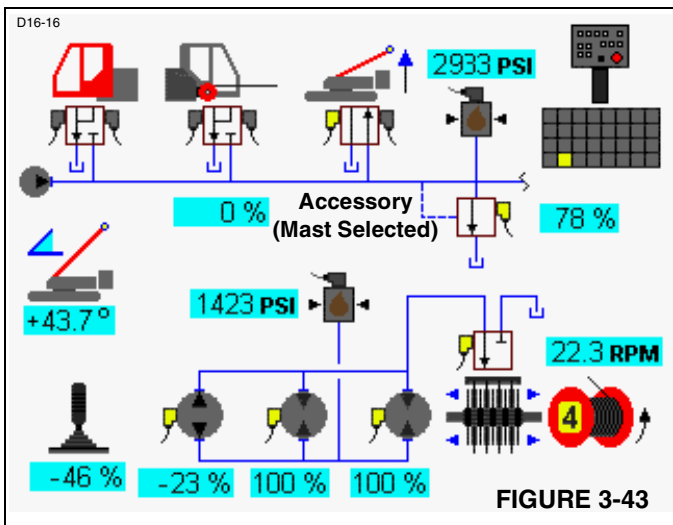 D16-16
2933 PSI
0 %
Accessory
(Mast Selected)
78 %
+43.7°
1423 PSI
22.3 RPM
4
-46 %
-23 %
100 %
100 %
FIGURE 3-43